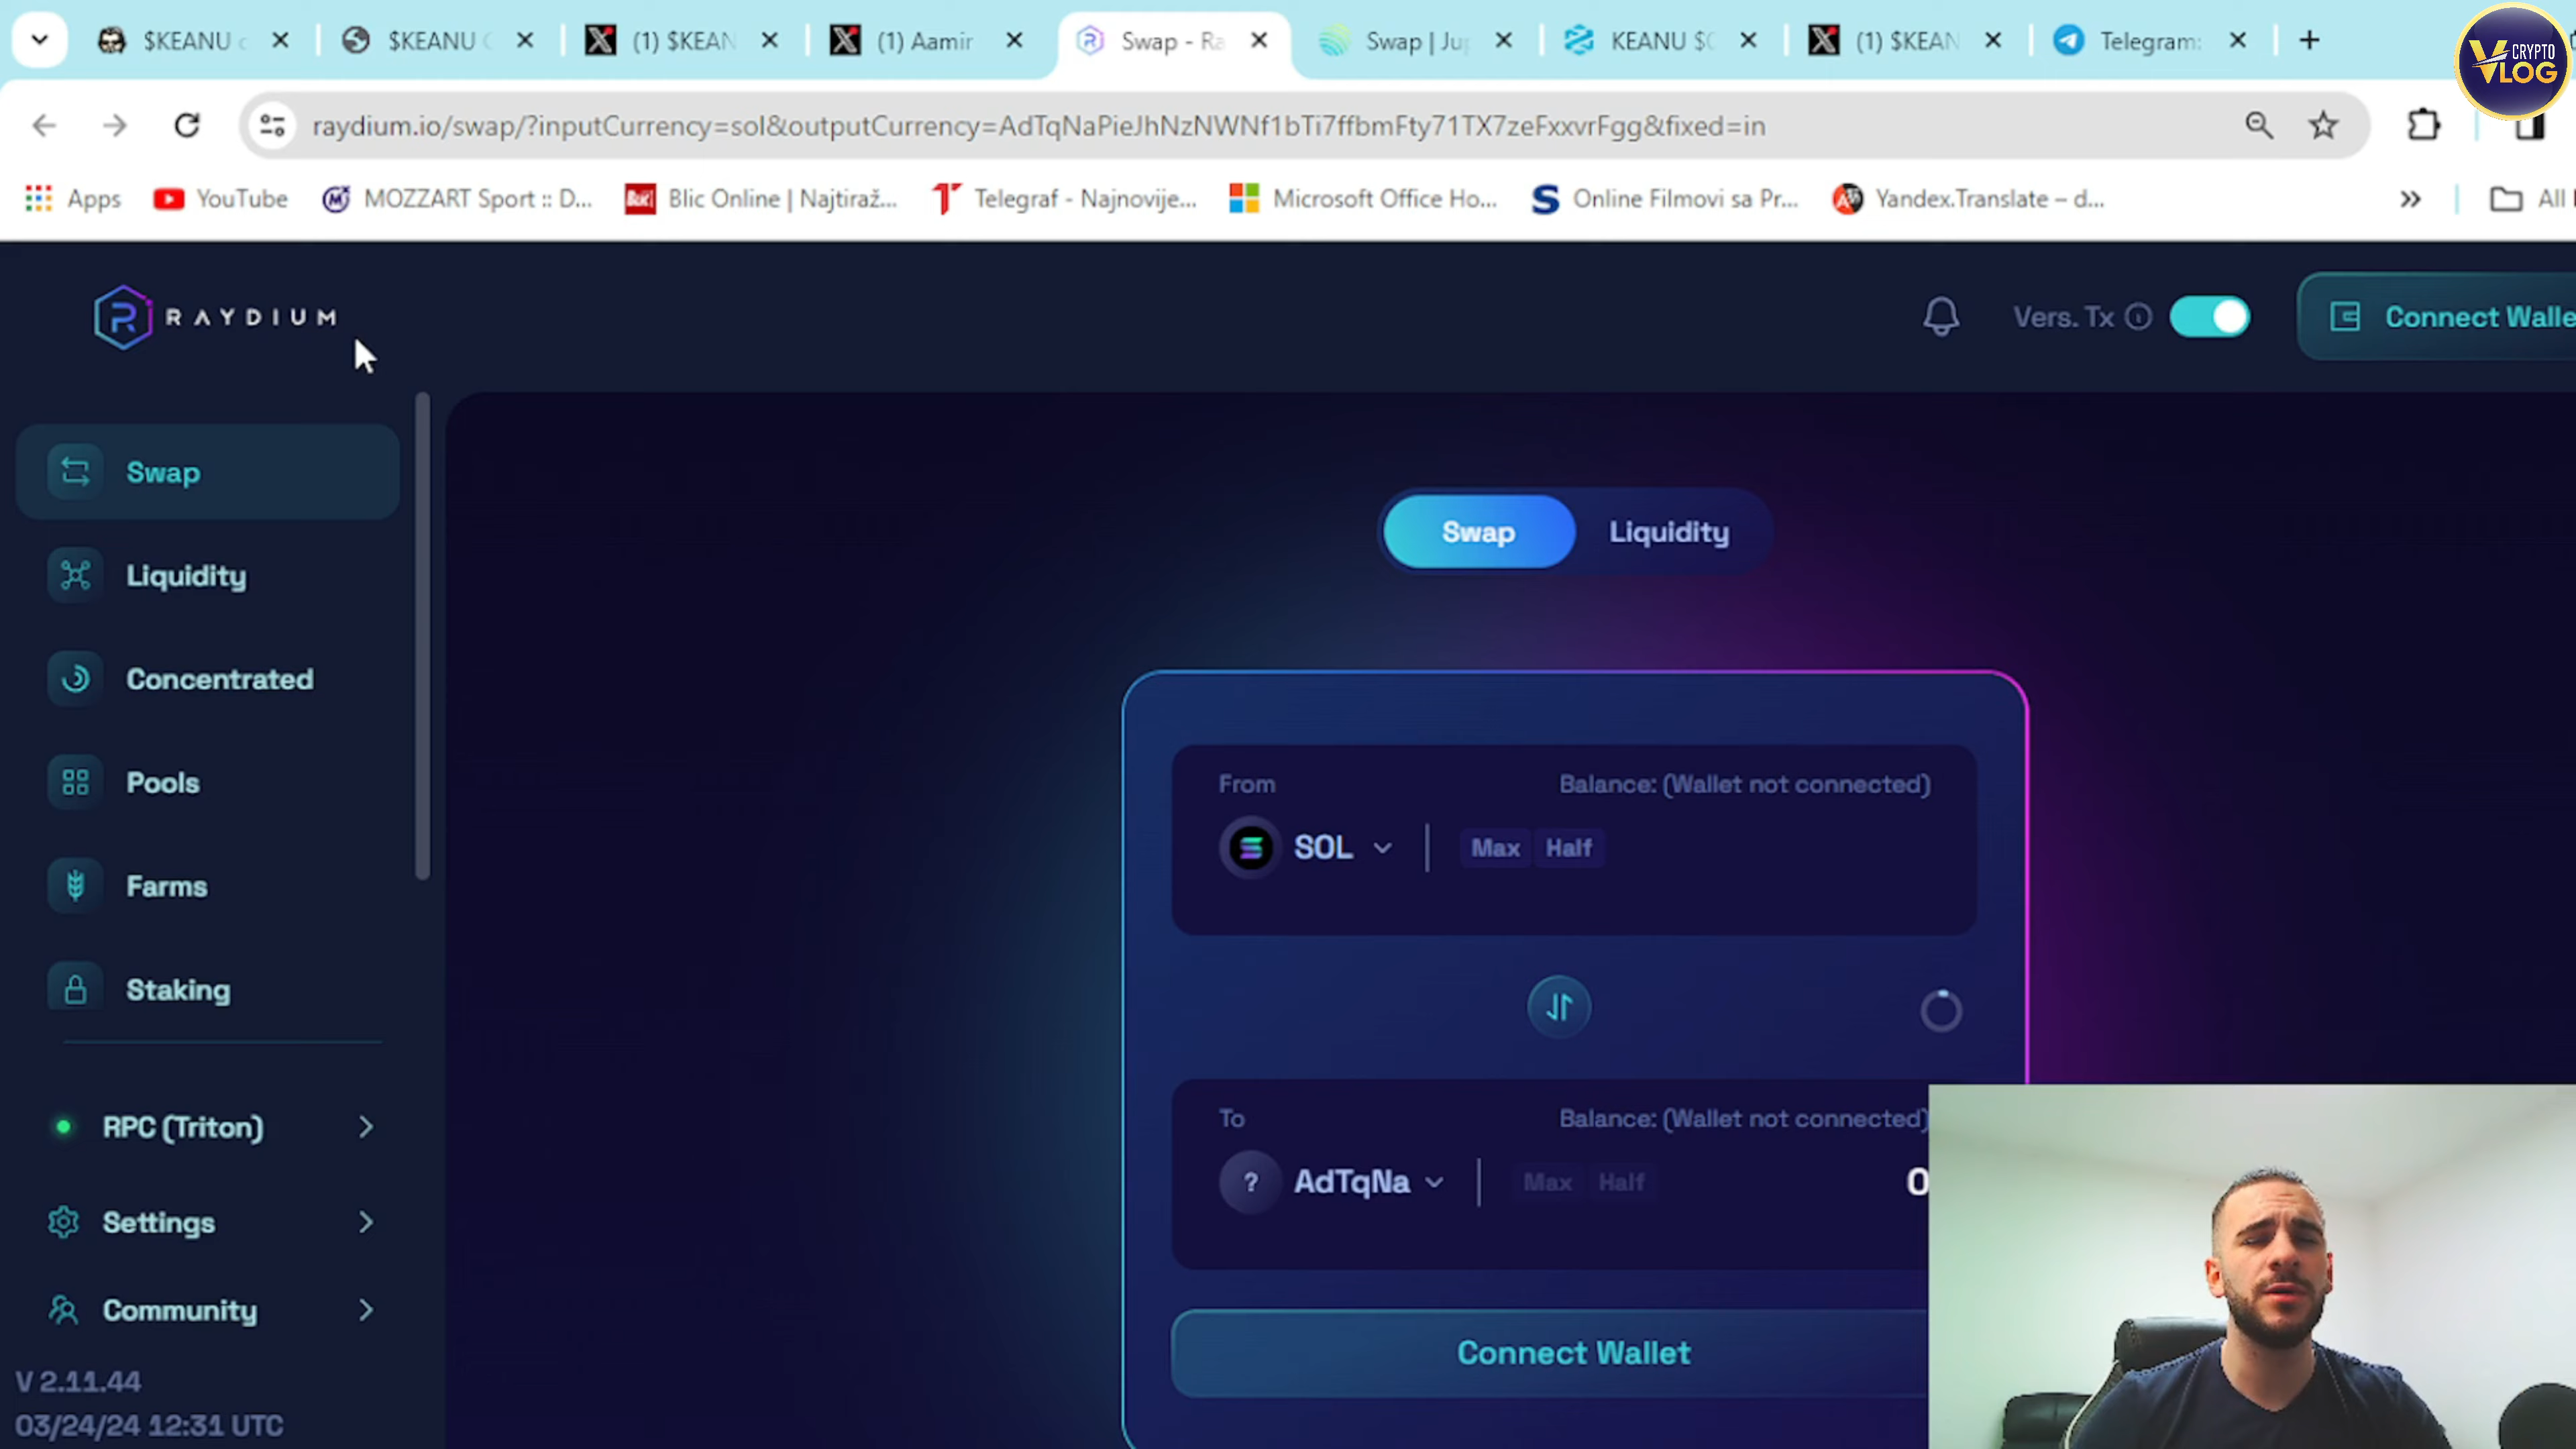 $KEANU
$KEANU
(1) $KEAN
(1) Aamir
Swap - Ra
Swap | Jup
KEANU $
(1) $KEAN
Telegram:
CRYPTO
VLOG
raydium.io/swap/?inputCurrency=sol&outputCurrency=AdTqNaPieJhNzNWNf1bTi7ffbmFty71TX7zeFxxvrFgg&fixed=in
Apps
YouTube
MOZZART Sport :: D...
Blic Online | Najtiraž...
Telegraf - Najnovije...
Microsoft Office Ho...
Online Filmovi sa Pr...
Yandex.Translate – d...
All
RAYDIUM
Vers. Tx
Connect Walle
Swap
Liquidity
Concentrated
Pools
Farms
Staking
RPC (Triton)
Settings
Community
V 2.11.44
03/24/24 12:31 UTC
Swap
Liquidity
From
Balance: (Wallet not connected)
SOL
Max
Half
To
Balance: (Wallet not connected)
AdTqNa
Max
Half
0
Connect Wallet